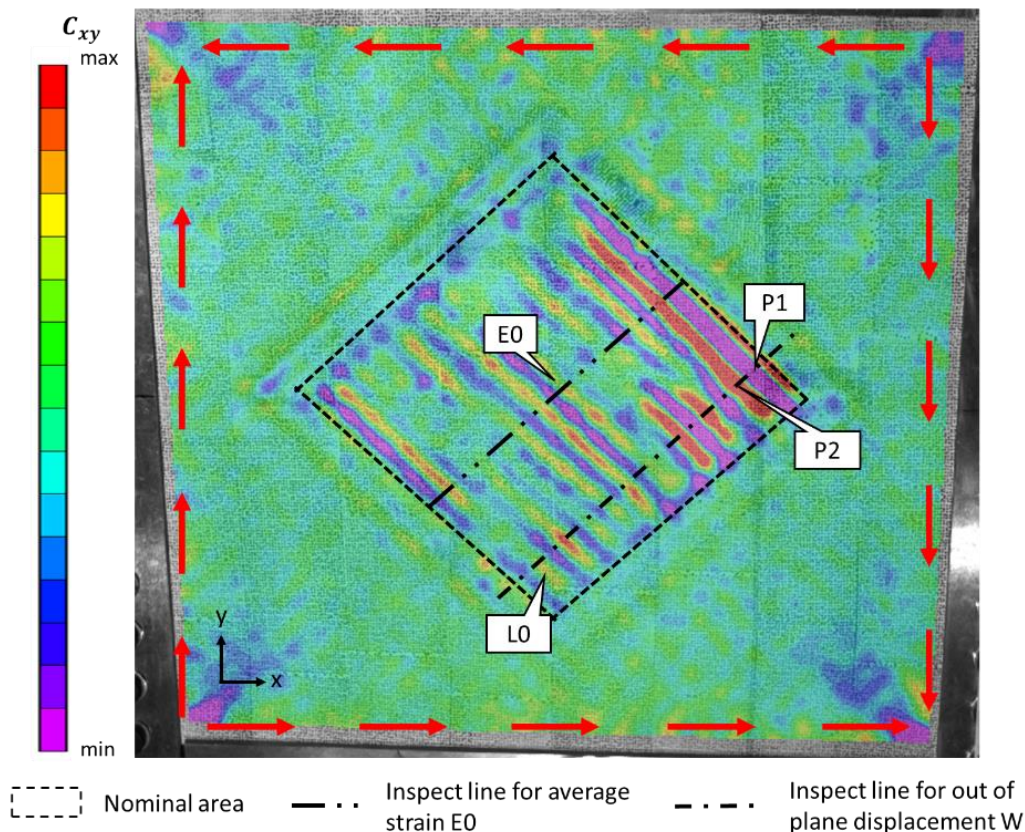 C_xy
max
P1
E0
P2
L0
y
x
min
Nominal area
Inspect line for average
strain E0
Inspect line for out of
plane displacement W